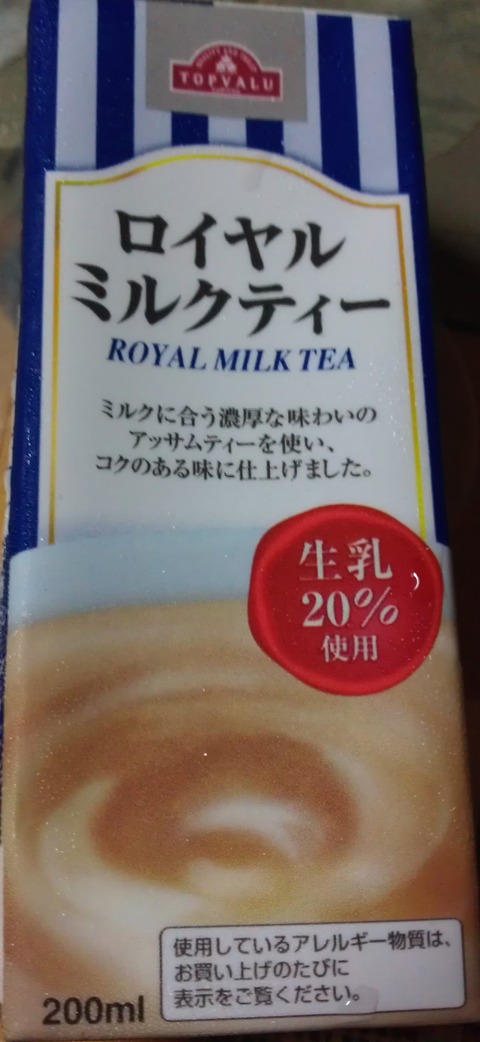 TOPVALU
ロイヤル
ミルクティー
ROYAL MILK TEA
ミルクに合う濃厚な味わいの
アッサムティーを使い、
コクのある味に仕上げました。
生乳
20%
使用
使用しているアレルギー物質は、
お買い上げのたびに
表示をご覧ください。
200ml